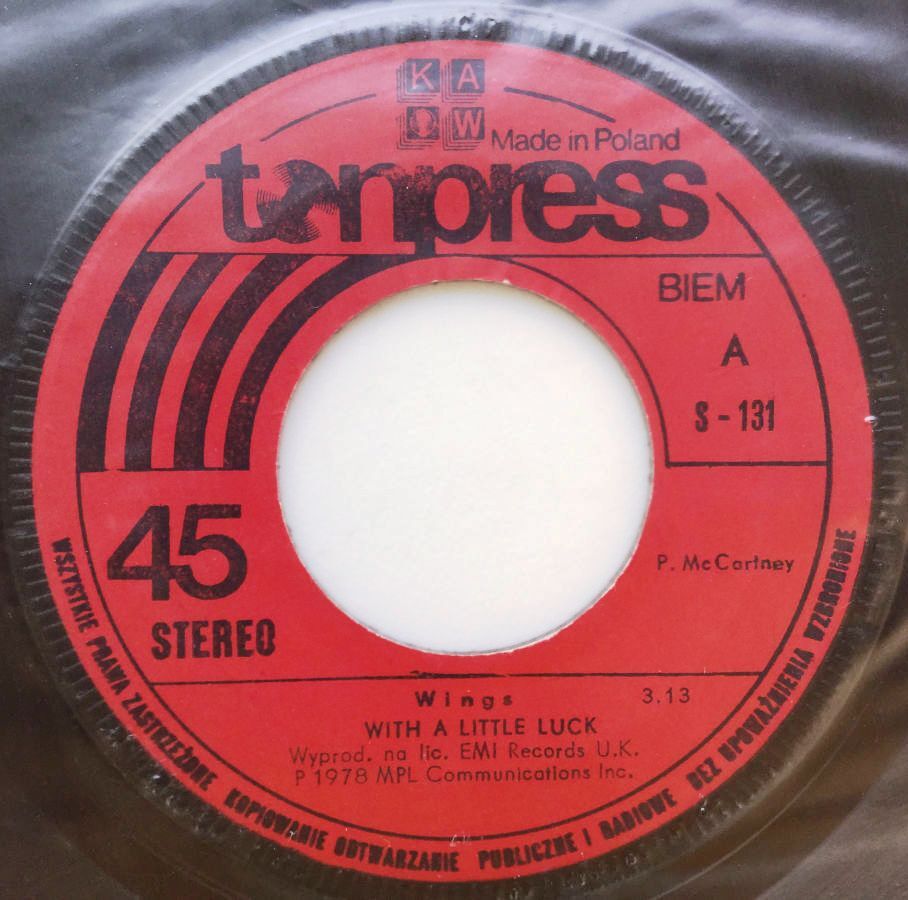 K A
W
Made in Poland
tonpress
BIEM
A
S - 131
45
STEREO
P. McCartney
Wings 3.13
WITH A LITTLE LUCK
Wyprod. na lic. EMI Records U.K.
P 1978 MPL Communications Inc.
WSZYSTKIE PRAWA ZASTRZEŻONE KOPIOWANIE ODTWARZANIE PUBLICZNE I RADIOWE BEZ UPOWAŻNIENIA WZBRONIONE